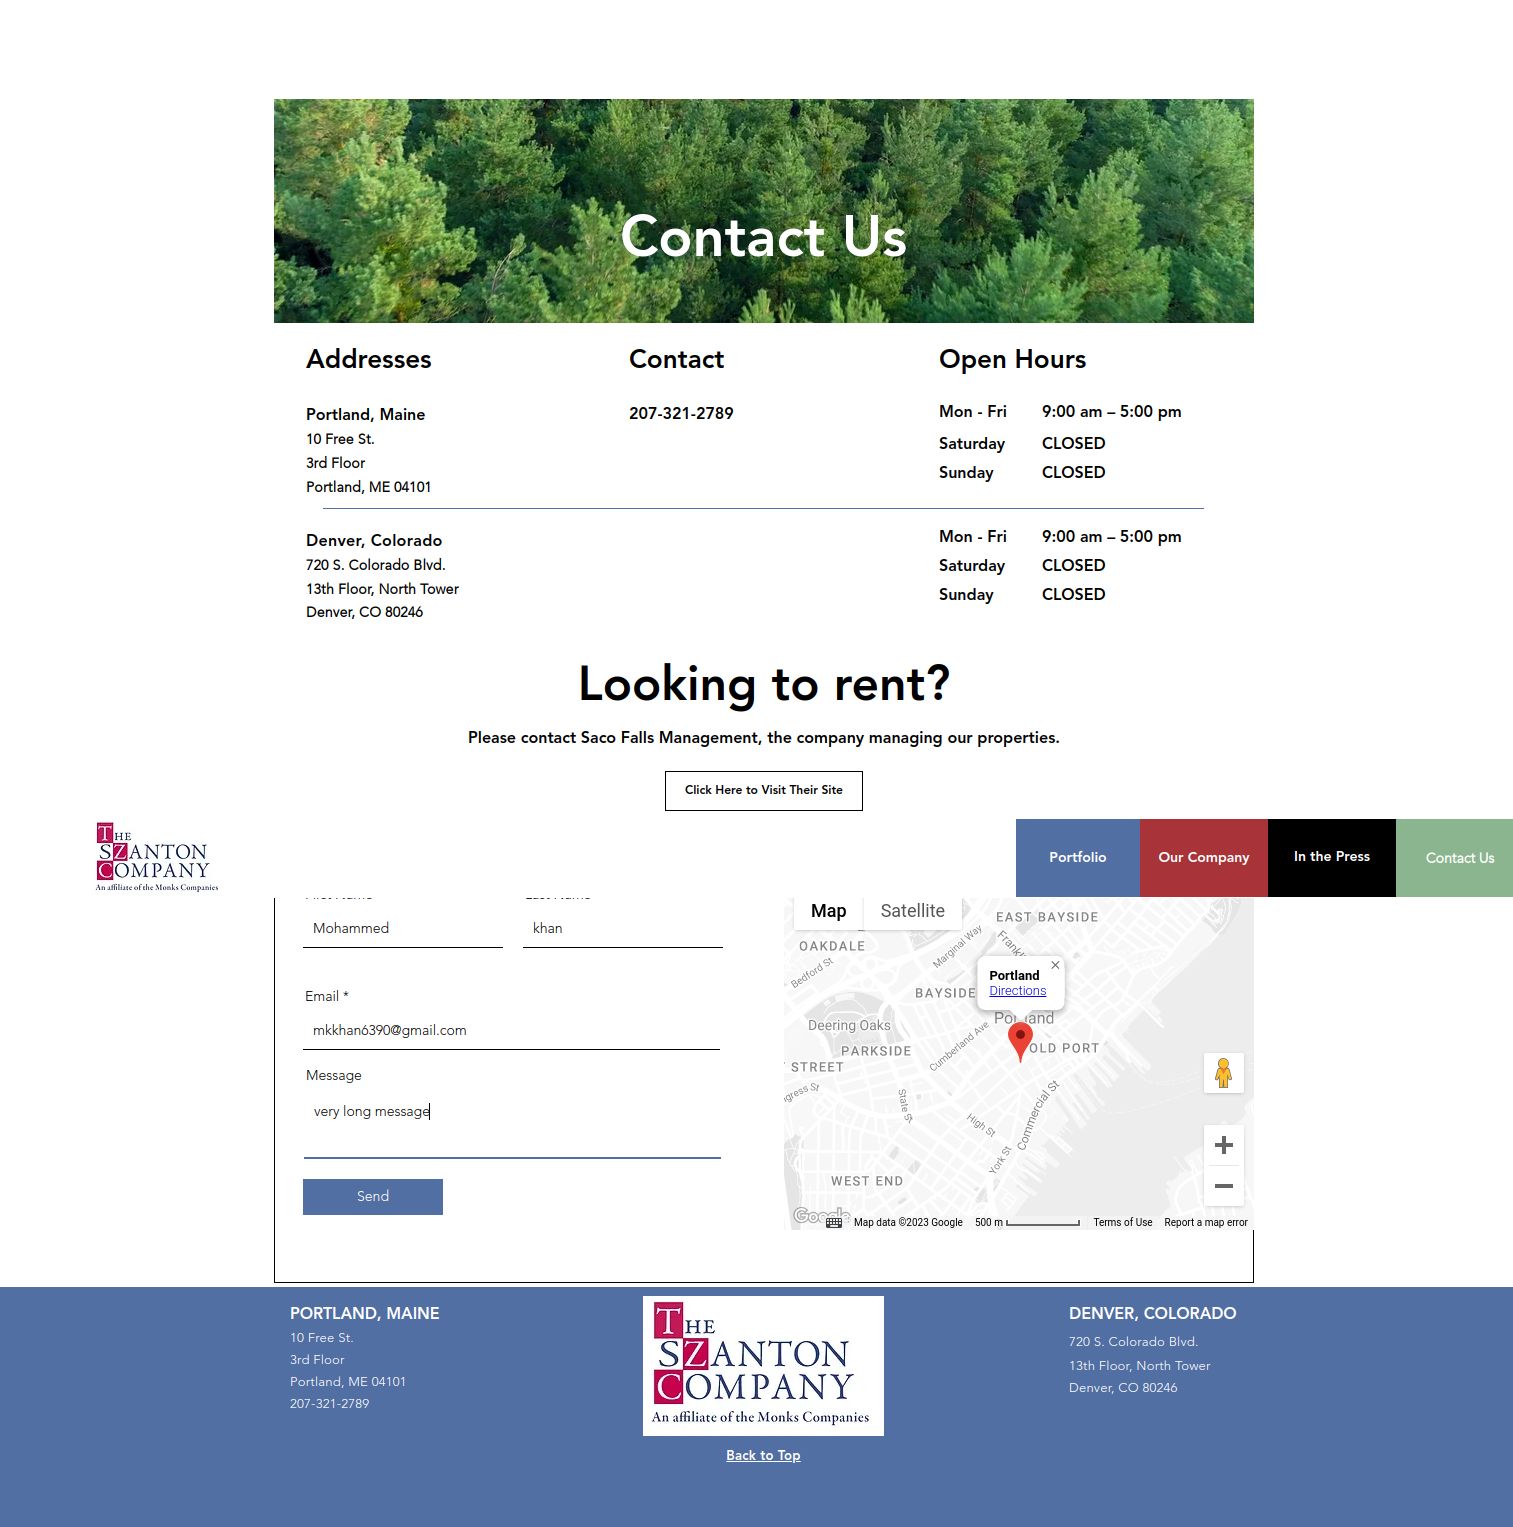 Contact Us
Addresses
Contact
Open Hours
Portland, Maine
10 Free St.
3rd Floor
Portland, ME 04101
207-321-2789
Mon - Fri 9:00 am – 5:00 pm
Saturday CLOSED
Sunday CLOSED
Denver, Colorado
720 S. Colorado Blvd.
13th Floor, North Tower
Denver, CO 80246
Mon - Fri 9:00 am – 5:00 pm
Saturday CLOSED
Sunday CLOSED
Looking to rent?
Please contact Saco Falls Management, the company managing our properties.
Click Here to Visit Their Site
THE
SZANTON
COMPANY
An affiliate of the Monks Companies
Portfolio
Our Company
In the Press
Contact Us
Mohammed
khan
Email *
mkkhan6390@gmail.com
Message
very long message
Send
Map
Satellite
EAST BAYSIDE
OAKDALE
Marginal Way
Bedford St
Portland
Directions
BAYSIDE
Portland
Deering Oaks
Cumberland Ave
PARKSIDE
OLD PORT
STREET
State St
High St
Commercial St
York St
WEST END
Google
Map data ©2023 Google
500 m
Terms of Use
Report a map error
PORTLAND, MAINE
10 Free St.
3rd Floor
Portland, ME 04101
207-321-2789
THE
SZANTON
COMPANY
An affiliate of the Monks Companies
Back to Top
DENVER, COLORADO
720 S. Colorado Blvd.
13th Floor, North Tower
Denver, CO 80246